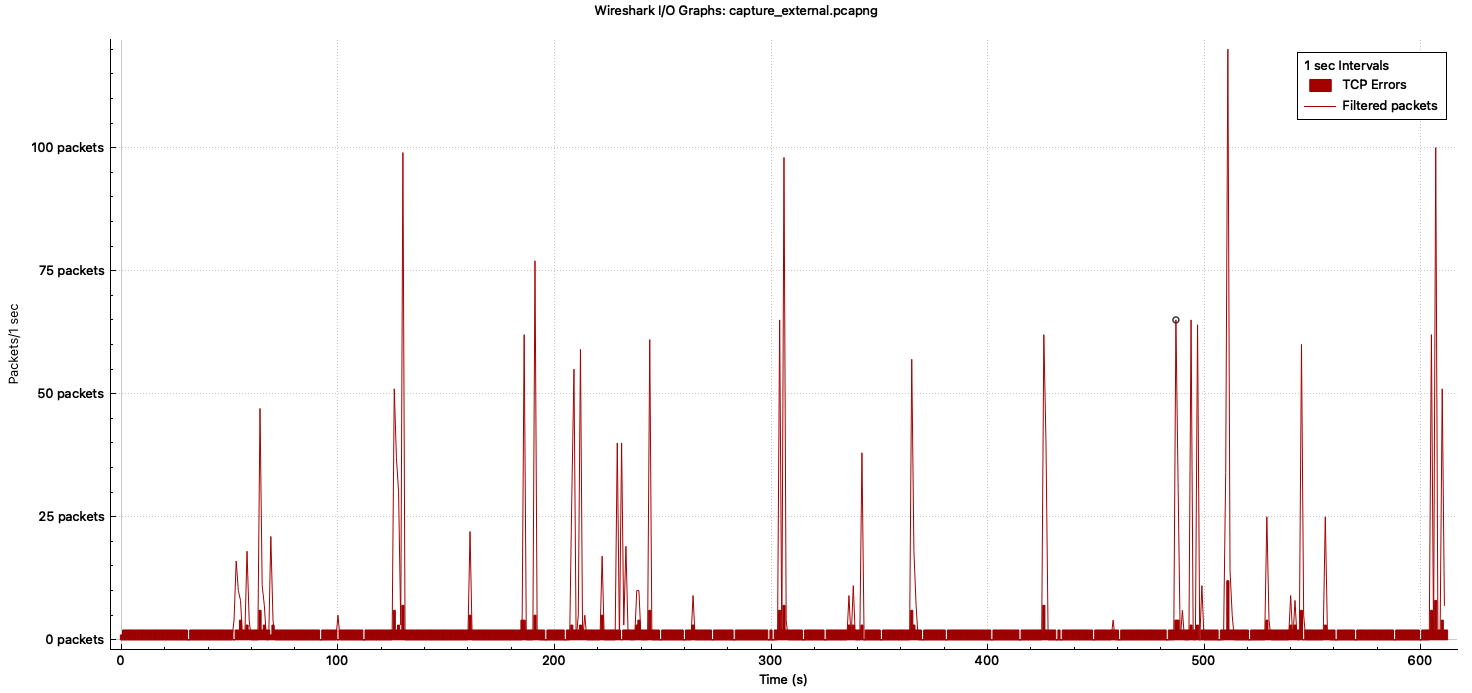 Wireshark I/O Graphs: capture_external.pcapng
1 sec Intervals
TCP Errors
Filtered packets
Packets/1 sec
100 packets
75 packets
50 packets
25 packets
0 packets
0 100 200 300 400 500 600
Time (s)